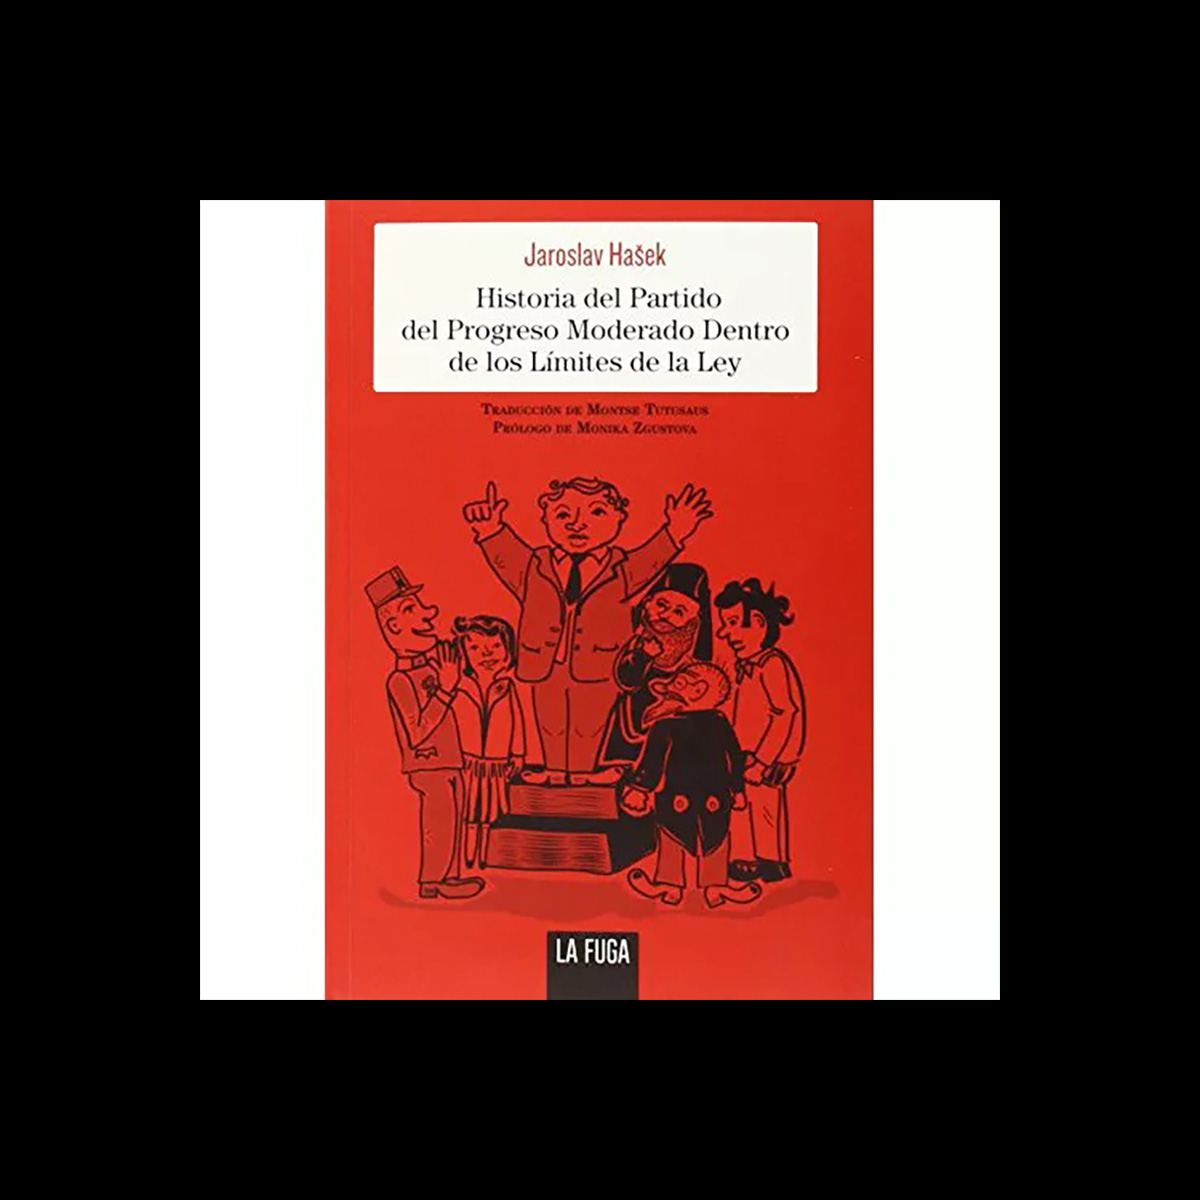 Jaroslav Hašek
Historia del Partido
del Progreso Moderado Dentro
de los Límites de la Ley
Traducción de Montse Tutusaus
Prólogo de Monika Zgustova
LA FUGA